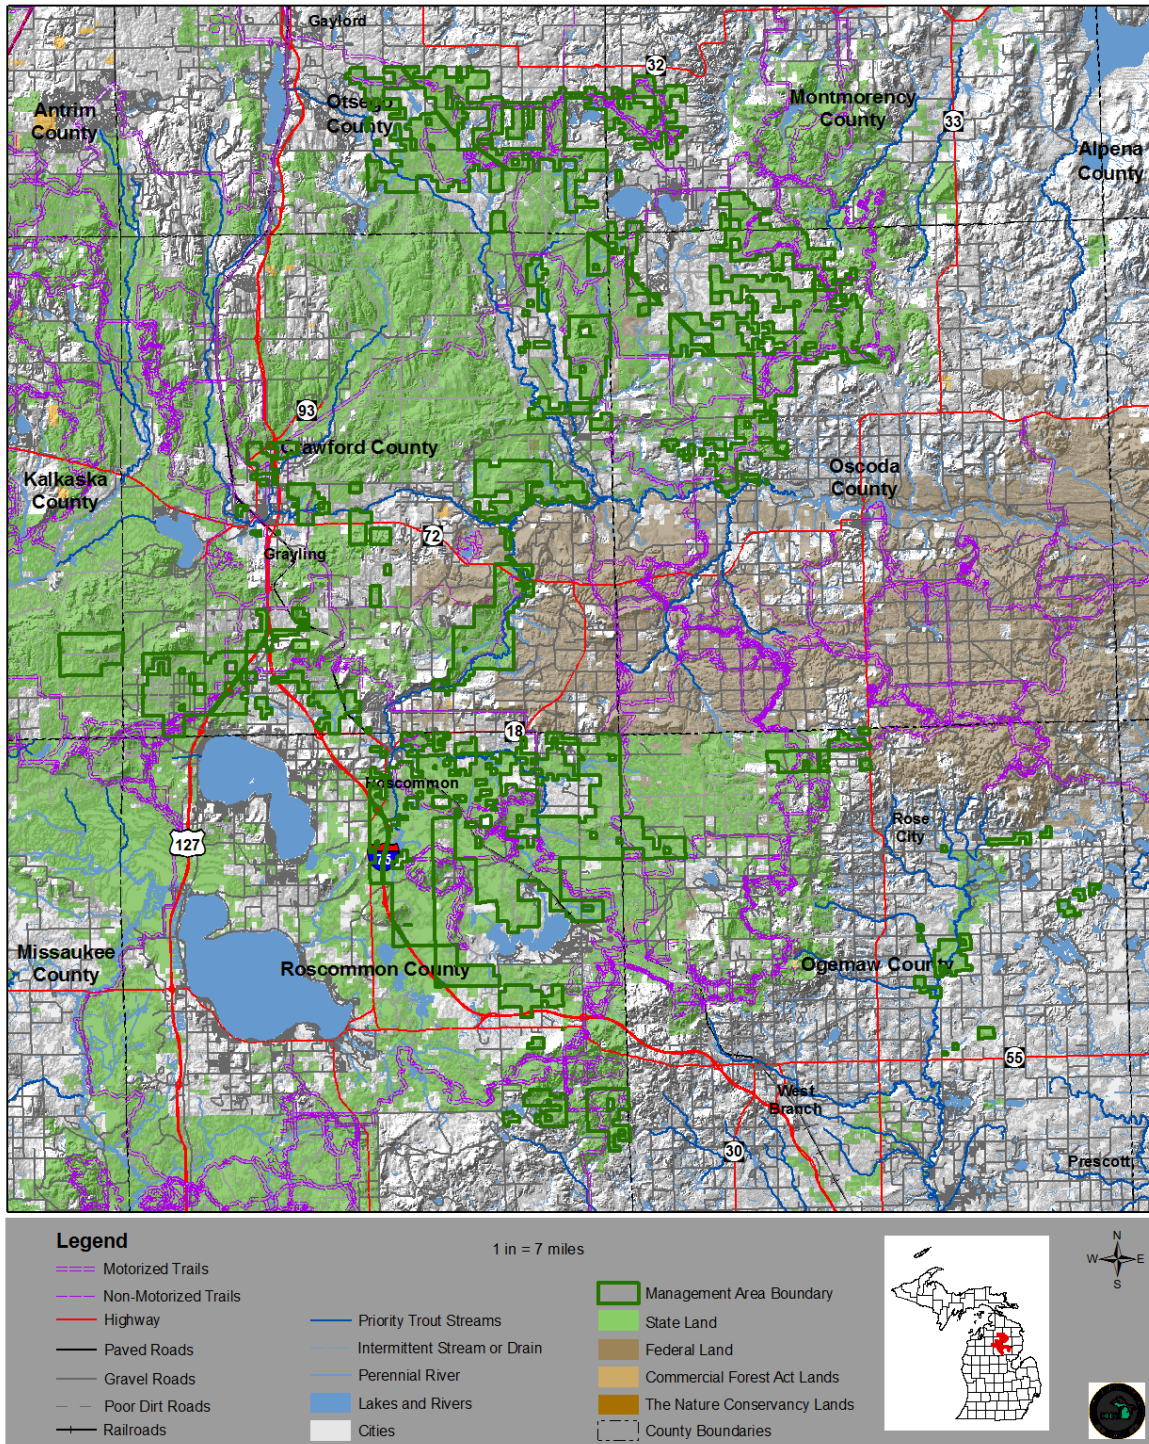 Gaylord
32
Antrim
County
Otsego
County
Montmorency
County
33
Alpena
County
93
Crawford County
Kalkaska
County
Oscoda
County
72
Grayling
18
Roscommon
127
75
Rose
City
Missaukee
County
Roscommon County
Ogemaw County
55
West
Branch
30
Prescott
Legend
1 in = 7 miles
Motorized Trails
Non-Motorized Trails
Highway
Paved Roads
Gravel Roads
Poor Dirt Roads
Railroads
Priority Trout Streams
Intermittent Stream or Drain
Perennial River
Lakes and Rivers
Cities
Management Area Boundary
State Land
Federal Land
Commercial Forest Act Lands
The Nature Conservancy Lands
County Boundaries
N
W E
S